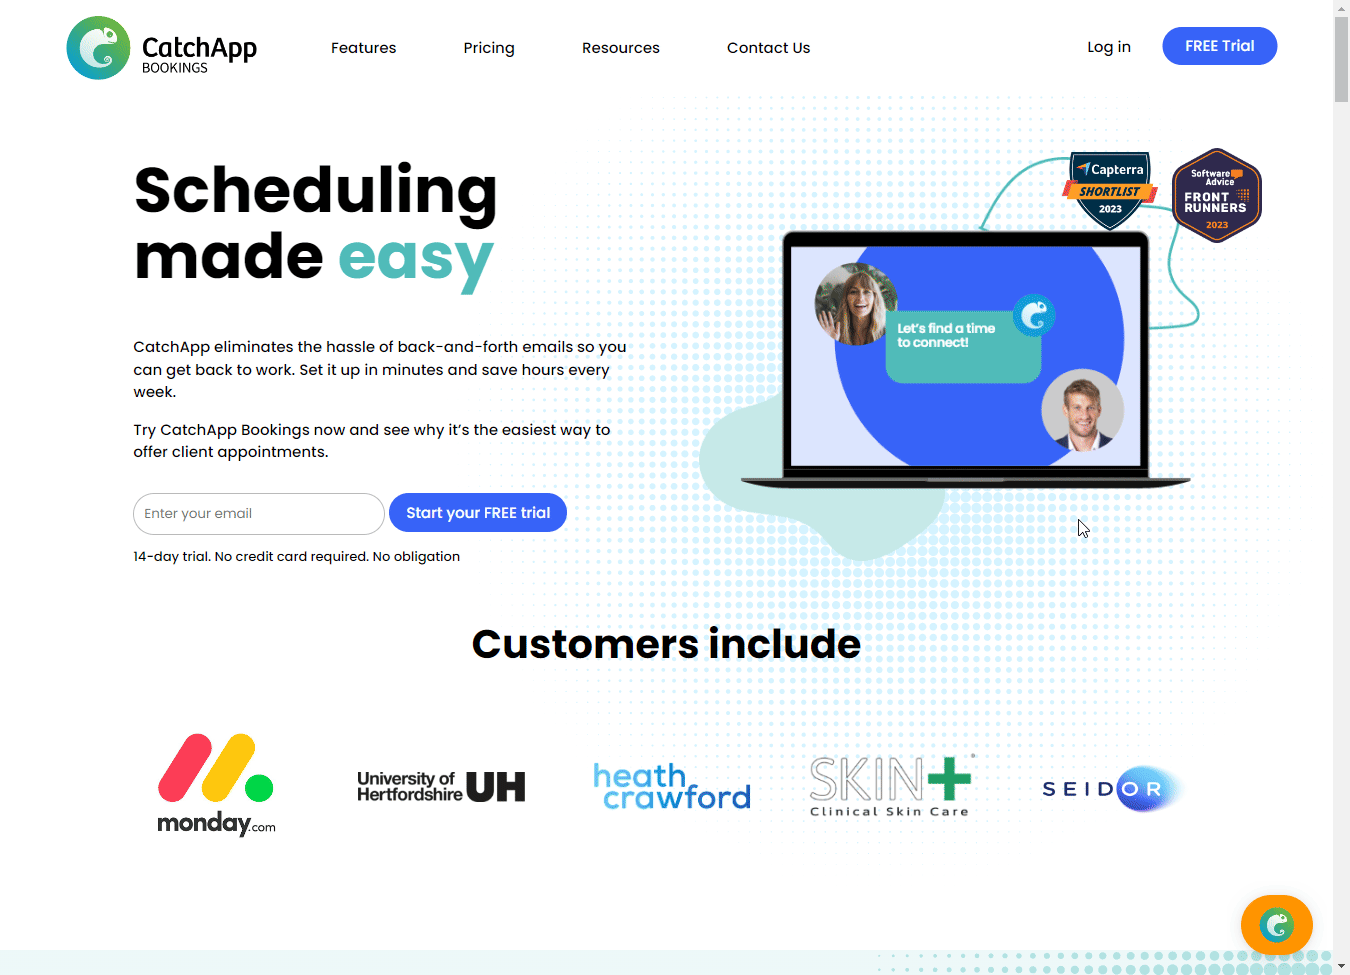 CatchApp
BOOKINGS
Features
Pricing
Resources
Contact Us
Log in
FREE Trial
Scheduling
made easy
Capterra
SHORTLIST
2023
Software
Advice
FRONT
RUNNERS
2023
Let's find a time
to connect!
CatchApp eliminates the hassle of back-and-forth emails so you
can get back to work. Set it up in minutes and save hours every
week.
Try CatchApp Bookings now and see why it's the easiest way to
offer client appointments.
Enter your email
Start your FREE trial
14-day trial. No credit card required. No obligation
Customers include
monday.com
University of
Hertfordshire
UH
heath
crawford
SKIN+
Clinical Skin Care
SEIDOR